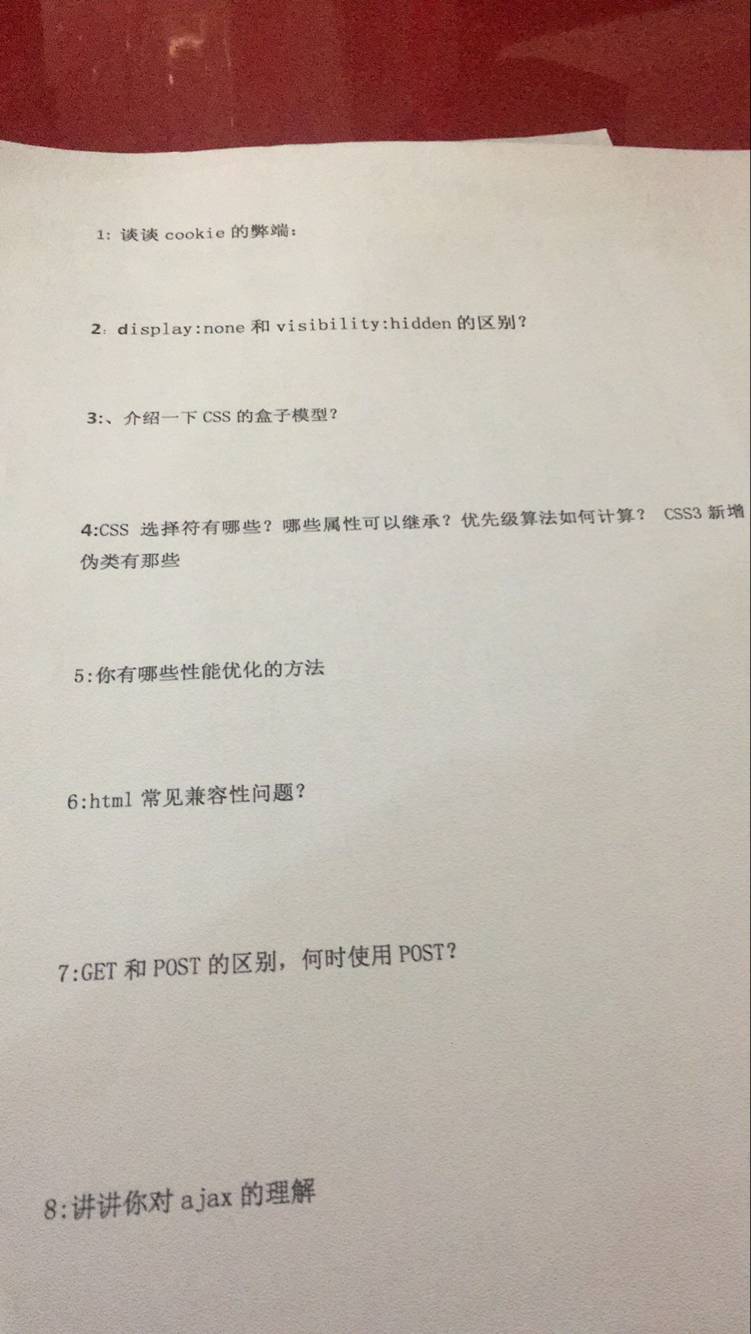 1: 谈谈 cookie 的弊端:
2: display:none 和 visibility:hidden 的区别?
3:、介绍一下 CSS 的盒子模型?
4:CSS 选择符有哪些? 哪些属性可以继承? 优先级算法如何计算? CSS3 新增
伪类有那些
5:你有哪些性能优化的方法
6:html 常见兼容性问题?
7:GET 和 POST 的区别，何时使用 POST?
8:讲讲你对 ajax 的理解